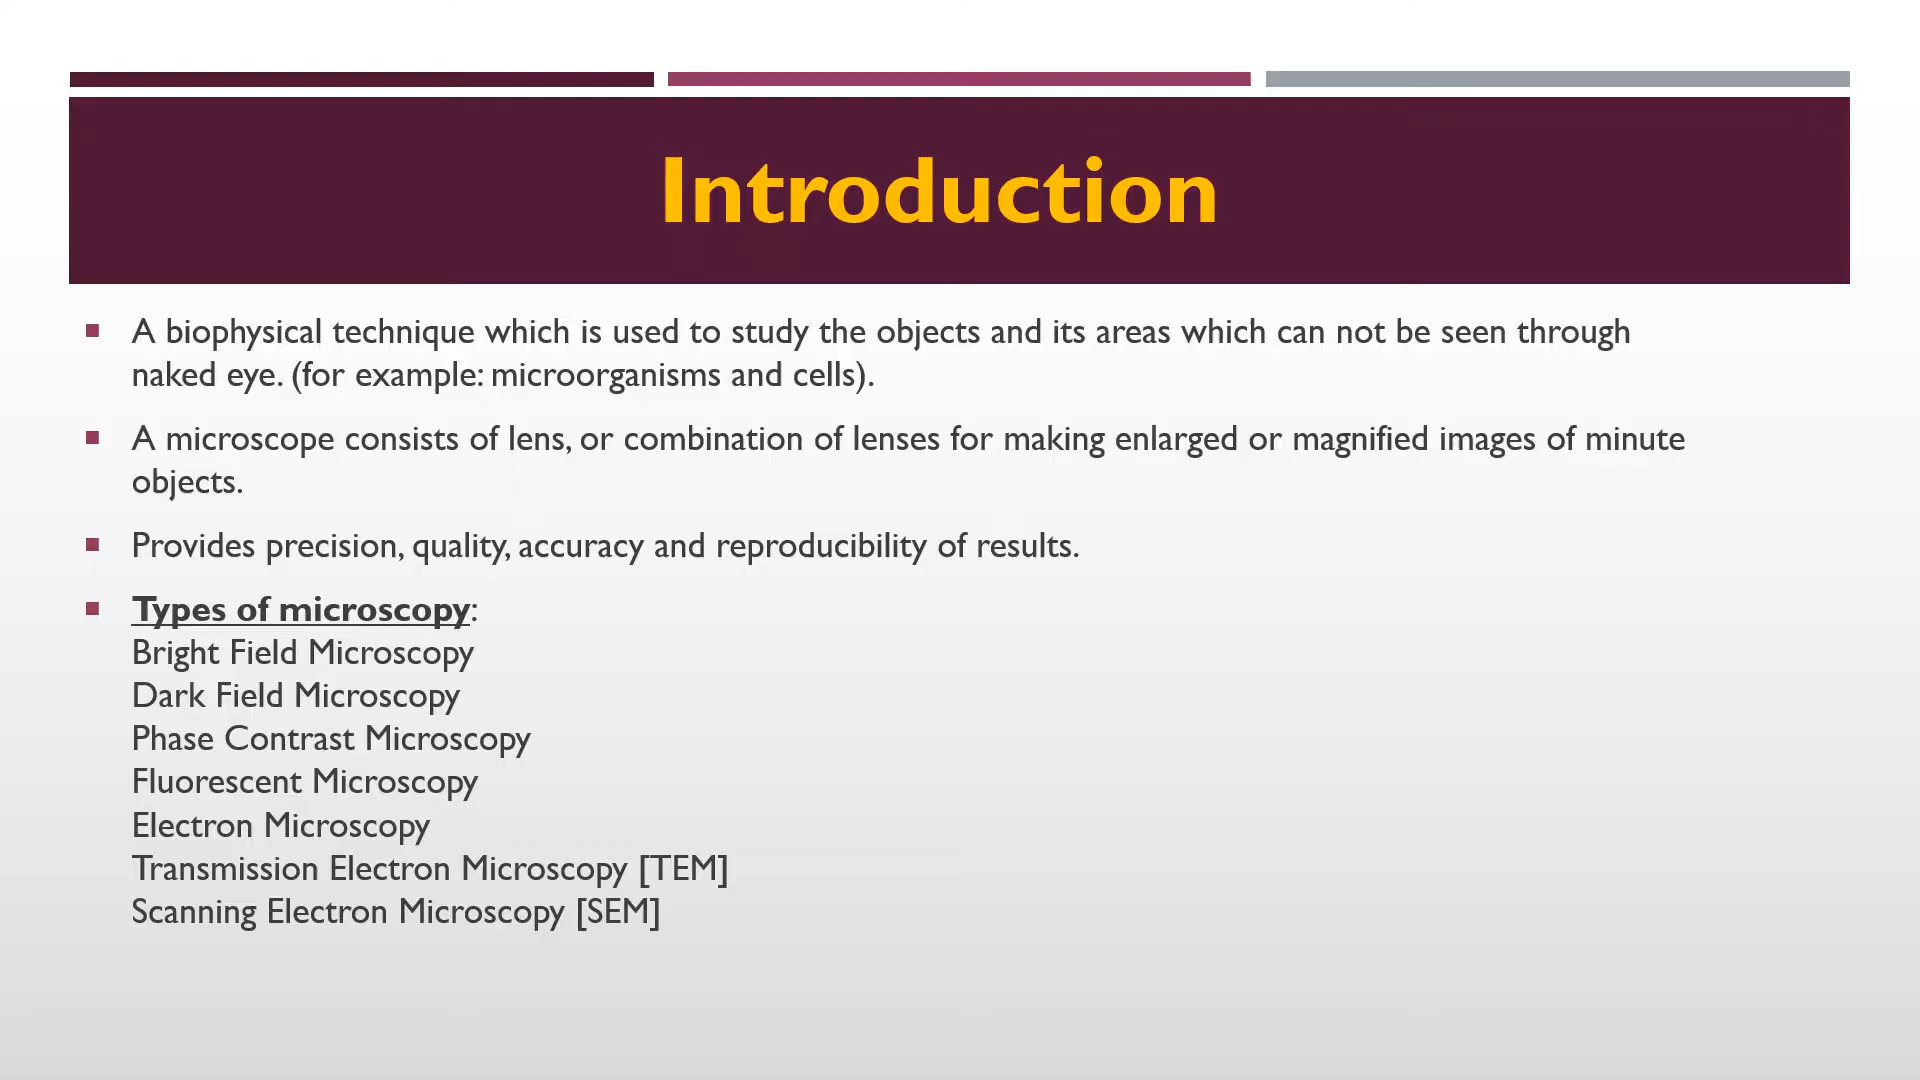 Introduction
A biophysical technique which is used to study the objects and its areas which can not be seen through
naked eye. (for example: microorganisms and cells).
A microscope consists of lens, or combination of lenses for making enlarged or magnified images of minute
objects.
Provides precision, quality, accuracy and reproducibility of results.
Types of microscopy:
Bright Field Microscopy
Dark Field Microscopy
Phase Contrast Microscopy
Fluorescent Microscopy
Electron Microscopy
Transmission Electron Microscopy [TEM]
Scanning Electron Microscopy [SEM]